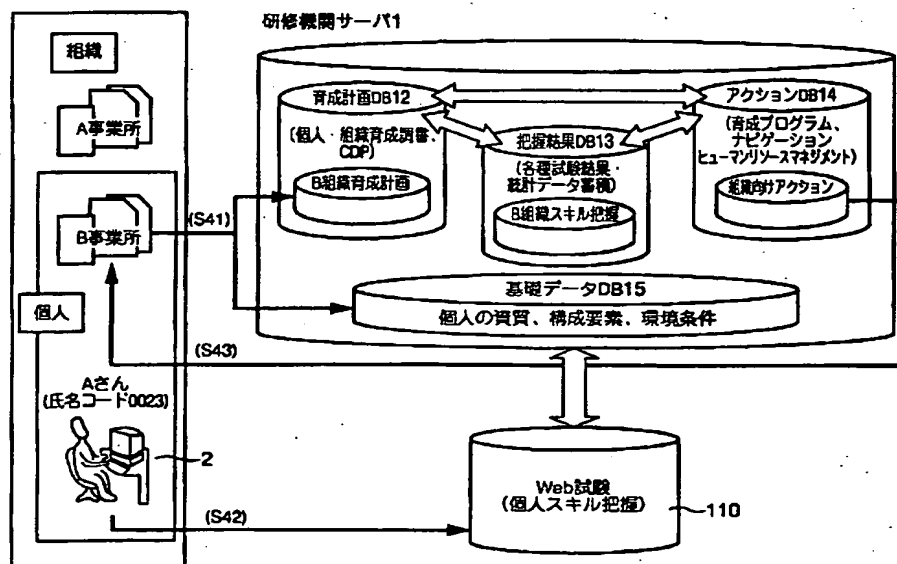 研修機関サーバ1
組織
A事業所
B事業所
個人
Aさん
(氏名コード0023)
2
(S41)
(S43)
(S42)
育成計画DB12
(個人・組織育成調書、
CDP)
B組織育成計画
把握結果DB13
(各種試験結果・
統計データ蓄積)
B組織スキル把握
アクションDB14
(育成プログラム、
ナビゲーション
ヒューマンリソースマネジメント)
組織向けアクション
基礎データDB15
個人の資質、構成要素、環境条件
Web試験
(個人スキル把握)
110